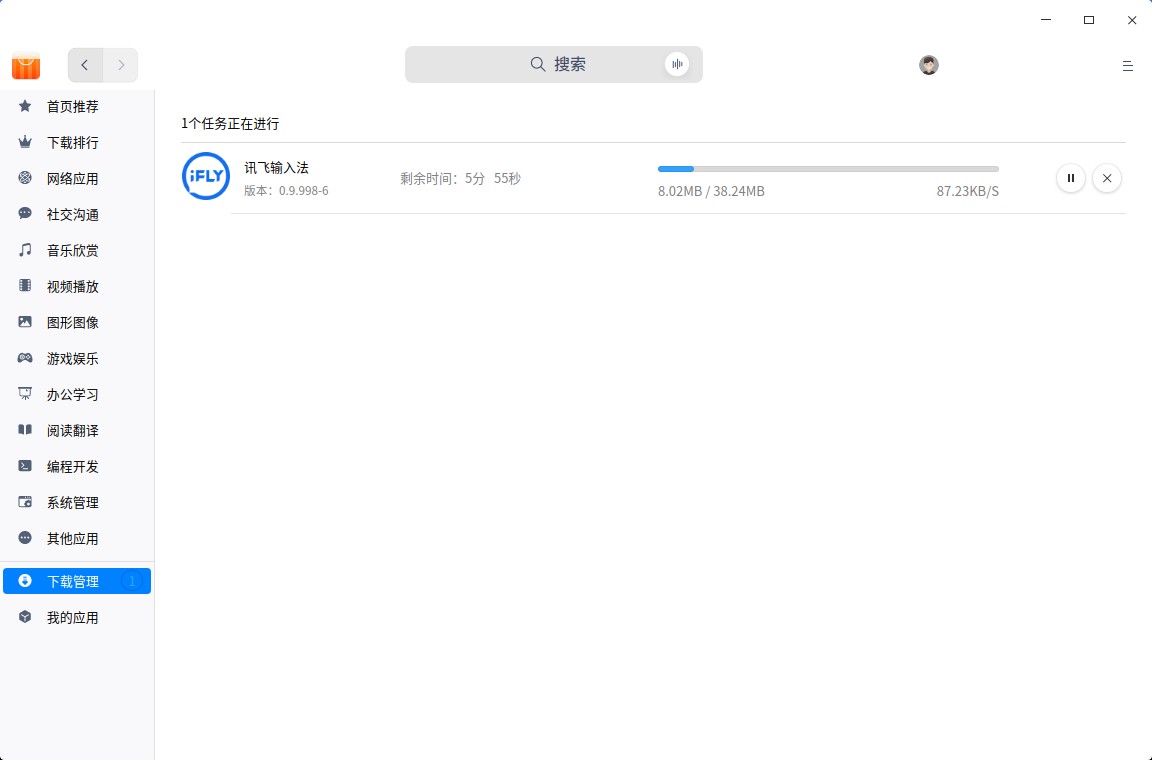 搜索
首页推荐
下载排行
网络应用
社交沟通
音乐欣赏
视频播放
图形图像
游戏娱乐
办公学习
阅读翻译
编程开发
系统管理
其他应用
下载管理 1
我的应用
1个任务正在进行
iFLY
讯飞输入法
版本：0.9.998-6
剩余时间：5分 55秒
8.02MB / 38.24MB
87.23KB/S